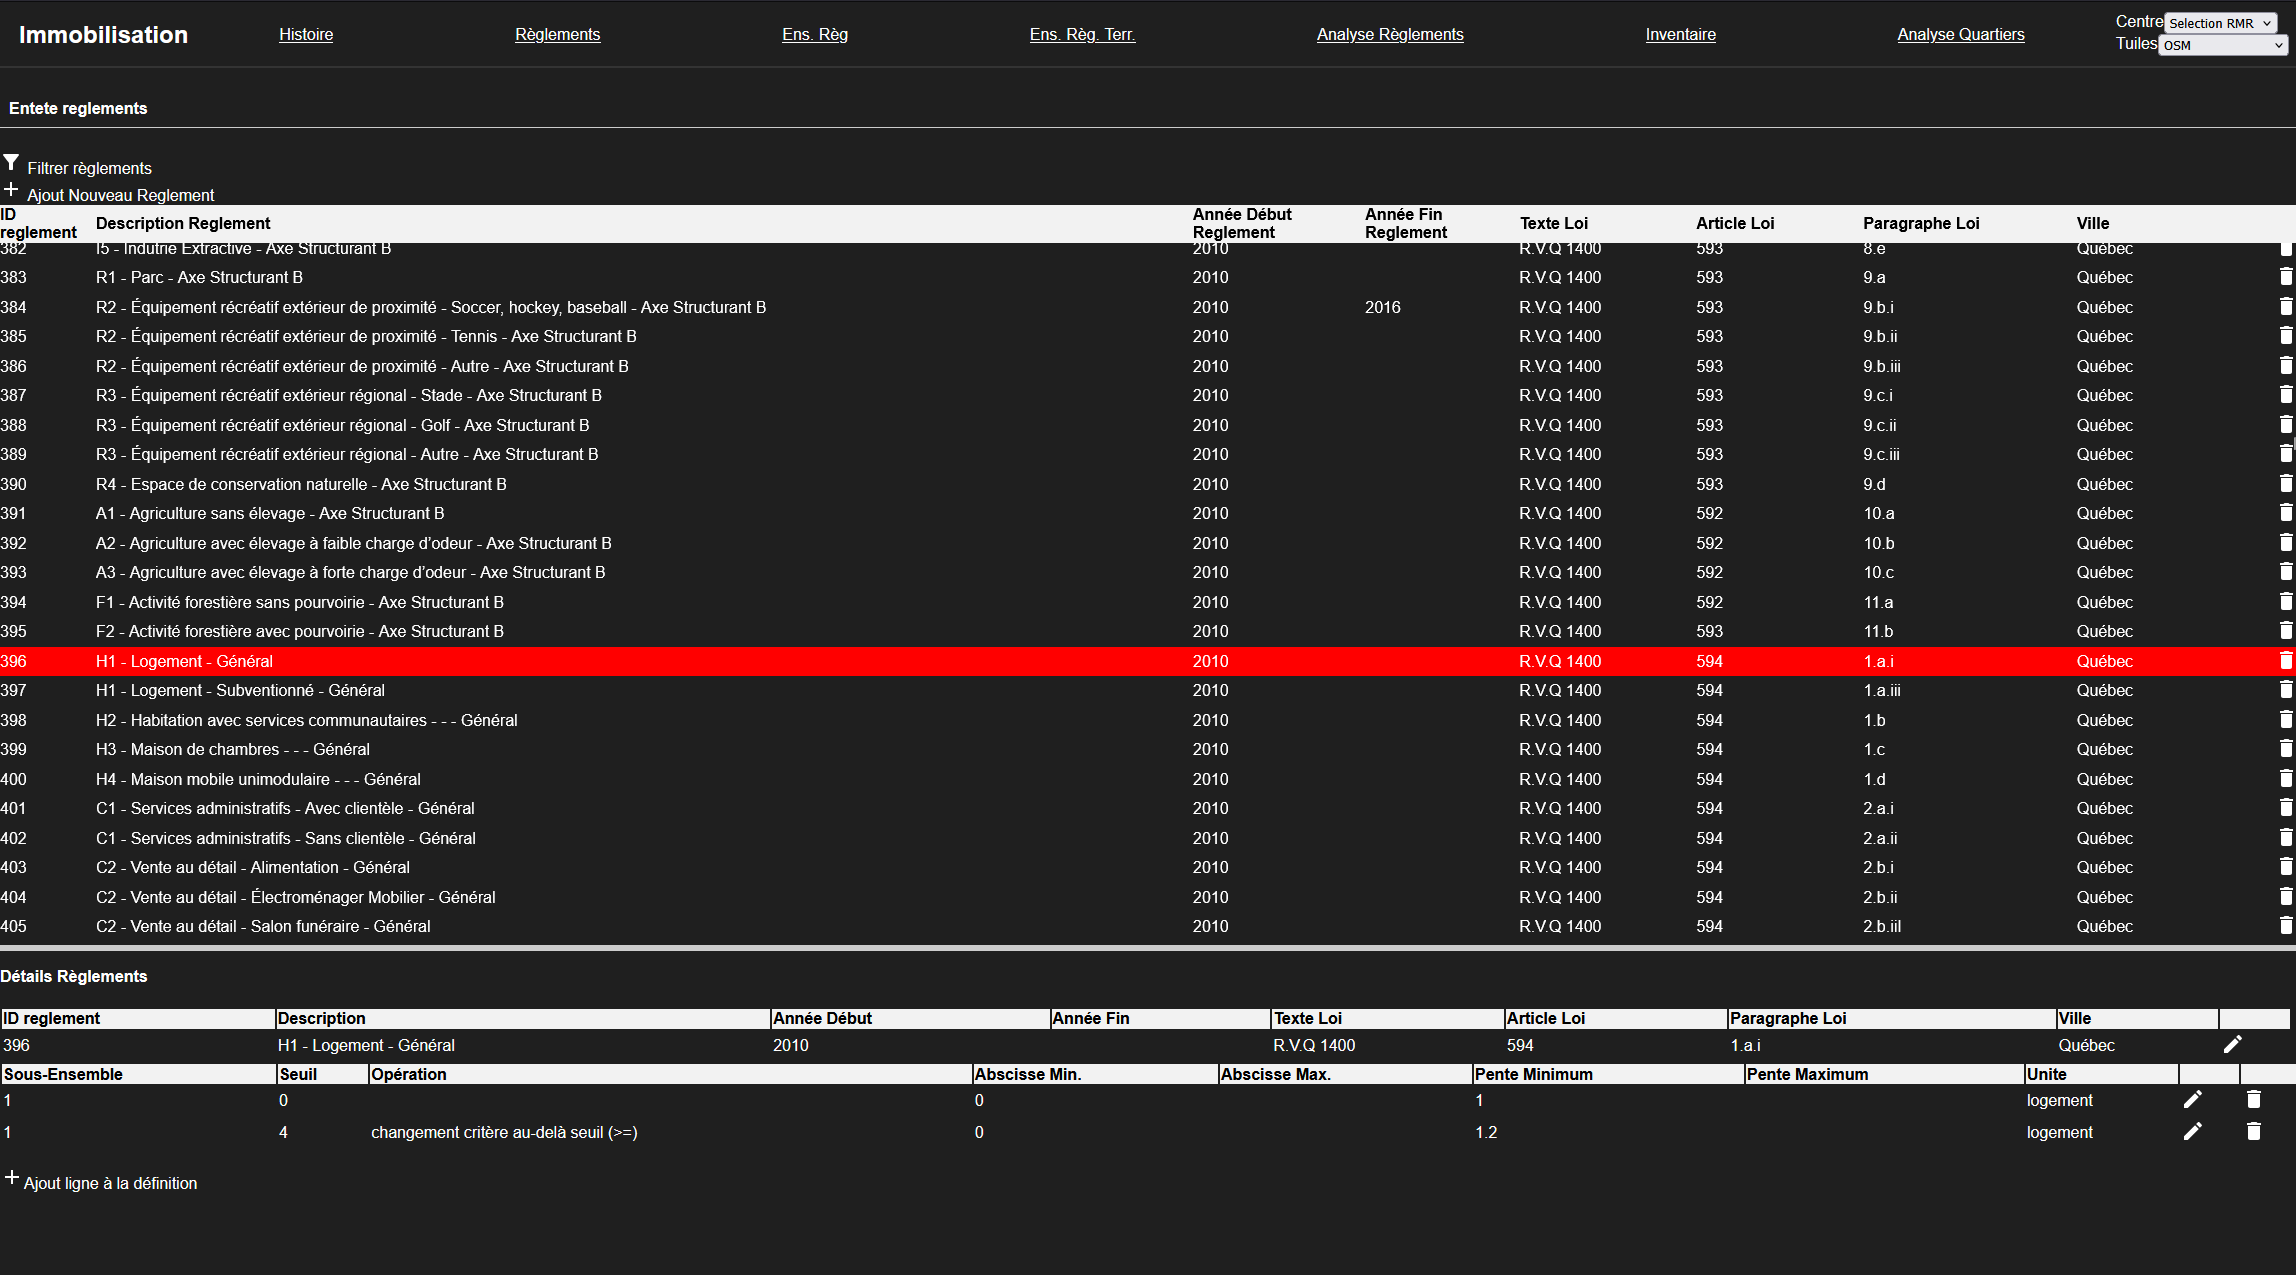 Immobilisation Histoire Règlements Ens. Règ Ens. Règ. Terr. Analyse Règlements Inventaire Analyse Quartiers Centre Selection RMR
Tuiles OSM
Entete reglements
Filtrer règlements
Ajout Nouveau Reglement
ID reglement Description Reglement Année Début Reglement Année Fin Reglement Texte Loi Article Loi Paragraphe Loi Ville
382 I5 - Indutrie Extractive - Axe Structurant B 2010 R.V.Q 1400 593 8.e Québec
383 R1 - Parc - Axe Structurant B 2010 R.V.Q 1400 593 9.a Québec
384 R2 - Équipement récréatif extérieur de proximité - Soccer, hockey, baseball - Axe Structurant B 2010 2016 R.V.Q 1400 593 9.b.i Québec
385 R2 - Équipement récréatif extérieur de proximité - Tennis - Axe Structurant B 2010 R.V.Q 1400 593 9.b.ii Québec
386 R2 - Équipement récréatif extérieur de proximité - Autre - Axe Structurant B 2010 R.V.Q 1400 593 9.b.iii Québec
387 R3 - Équipement récréatif extérieur régional - Stade - Axe Structurant B 2010 R.V.Q 1400 593 9.c.i Québec
388 R3 - Équipement récréatif extérieur régional - Golf - Axe Structurant B 2010 R.V.Q 1400 593 9.c.ii Québec
389 R3 - Équipement récréatif extérieur régional - Autre - Axe Structurant B 2010 R.V.Q 1400 593 9.c.iii Québec
390 R4 - Espace de conservation naturelle - Axe Structurant B 2010 R.V.Q 1400 593 9.d Québec
391 A1 - Agriculture sans élevage - Axe Structurant B 2010 R.V.Q 1400 592 10.a Québec
392 A2 - Agriculture avec élevage à faible charge d’odeur - Axe Structurant B 2010 R.V.Q 1400 592 10.b Québec
393 A3 - Agriculture avec élevage à forte charge d’odeur - Axe Structurant B 2010 R.V.Q 1400 592 10.c Québec
394 F1 - Activité forestière sans pourvoirie - Axe Structurant B 2010 R.V.Q 1400 592 11.a Québec
395 F2 - Activité forestière avec pourvoirie - Axe Structurant B 2010 R.V.Q 1400 593 11.b Québec
396 H1 - Logement - Général 2010 R.V.Q 1400 594 1.a.i Québec
397 H1 - Logement - Subventionné - Général 2010 R.V.Q 1400 594 1.a.iii Québec
398 H2 - Habitation avec services communautaires - - - Général 2010 R.V.Q 1400 594 1.b Québec
399 H3 - Maison de chambres - - - Général 2010 R.V.Q 1400 594 1.c Québec
400 H4 - Maison mobile unimodulaire - - - Général 2010 R.V.Q 1400 594 1.d Québec
401 C1 - Services administratifs - Avec clientèle - Général 2010 R.V.Q 1400 594 2.a.i Québec
402 C1 - Services administratifs - Sans clientèle - Général 2010 R.V.Q 1400 594 2.a.ii Québec
403 C2 - Vente au détail - Alimentation - Général 2010 R.V.Q 1400 594 2.b.i Québec
404 C2 - Vente au détail - Électroménager Mobilier - Général 2010 R.V.Q 1400 594 2.b.ii Québec
405 C2 - Vente au détail - Salon funéraire - Général 2010 R.V.Q 1400 594 2.b.iiI Québec
Détails Règlements
ID reglement Description Année Début Année Fin Texte Loi Article Loi Paragraphe Loi Ville
396 H1 - Logement - Général 2010 R.V.Q 1400 594 1.a.i Québec
Sous-Ensemble Seuil Opération Abscisse Min. Abscisse Max. Pente Minimum Pente Maximum Unite
1 0 0 1 logement
1 4 changement critère au-delà seuil (>=) 0 1.2 logement
Ajout ligne à la définition